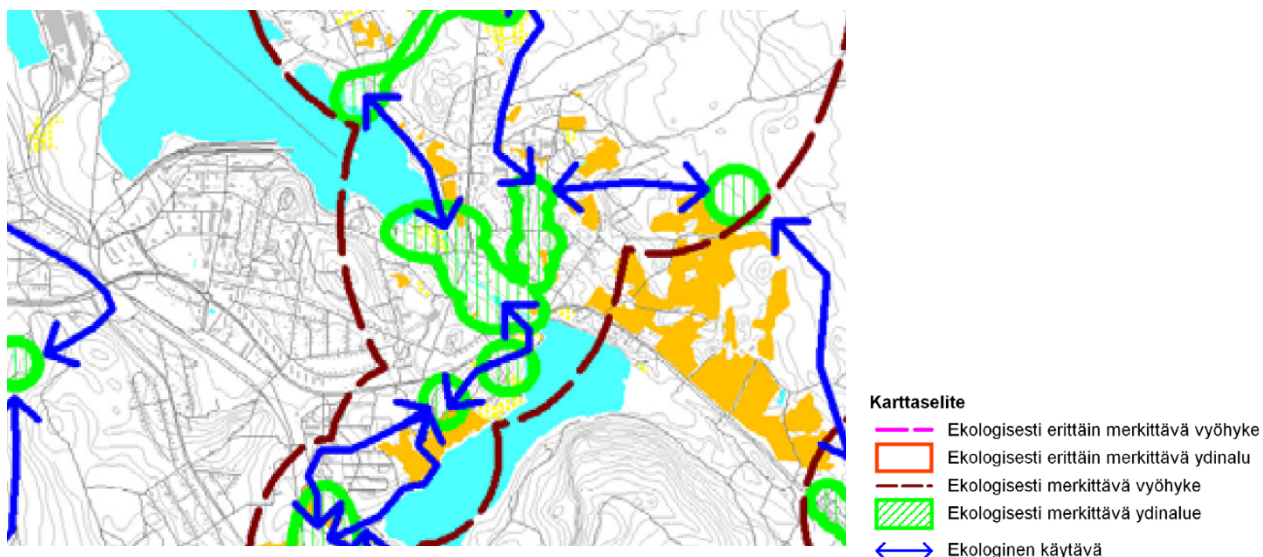 Karttaselite
Ekologisesti erittäin merkittävä vyöhyke
Ekologisesti erittäin merkittävä ydinalu
Ekologisesti merkittävä vyöhyke
Ekologisesti merkittävä ydinalue
Ekologinen käytävä